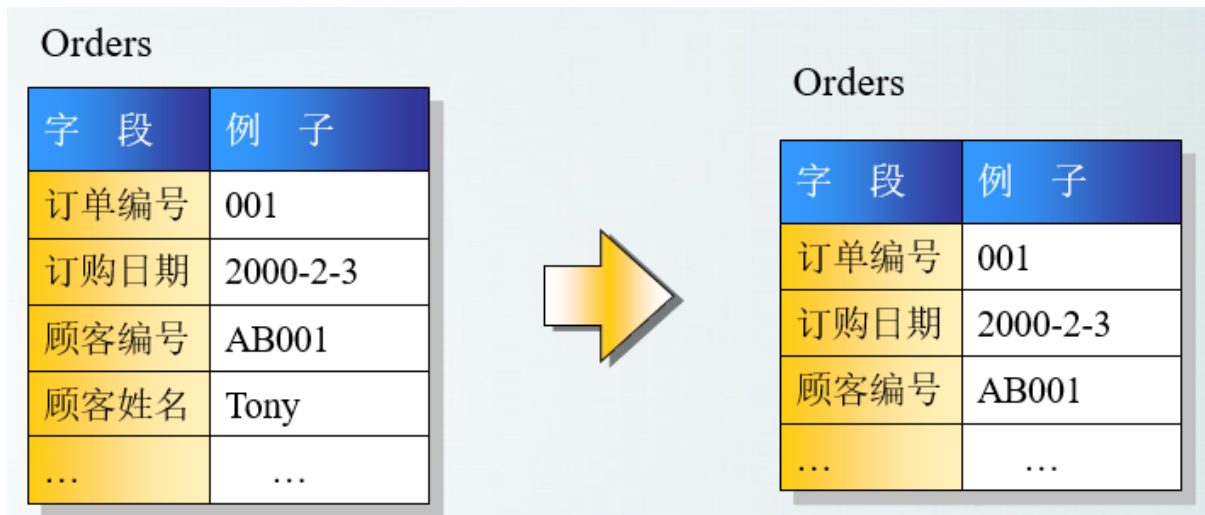 Orders
字 段 例 子
订单编号 001
订购日期 2000-2-3
顾客编号 AB001
顾客姓名 Tony
… …
Orders
字 段 例 子
订单编号 001
订购日期 2000-2-3
顾客编号 AB001
… …